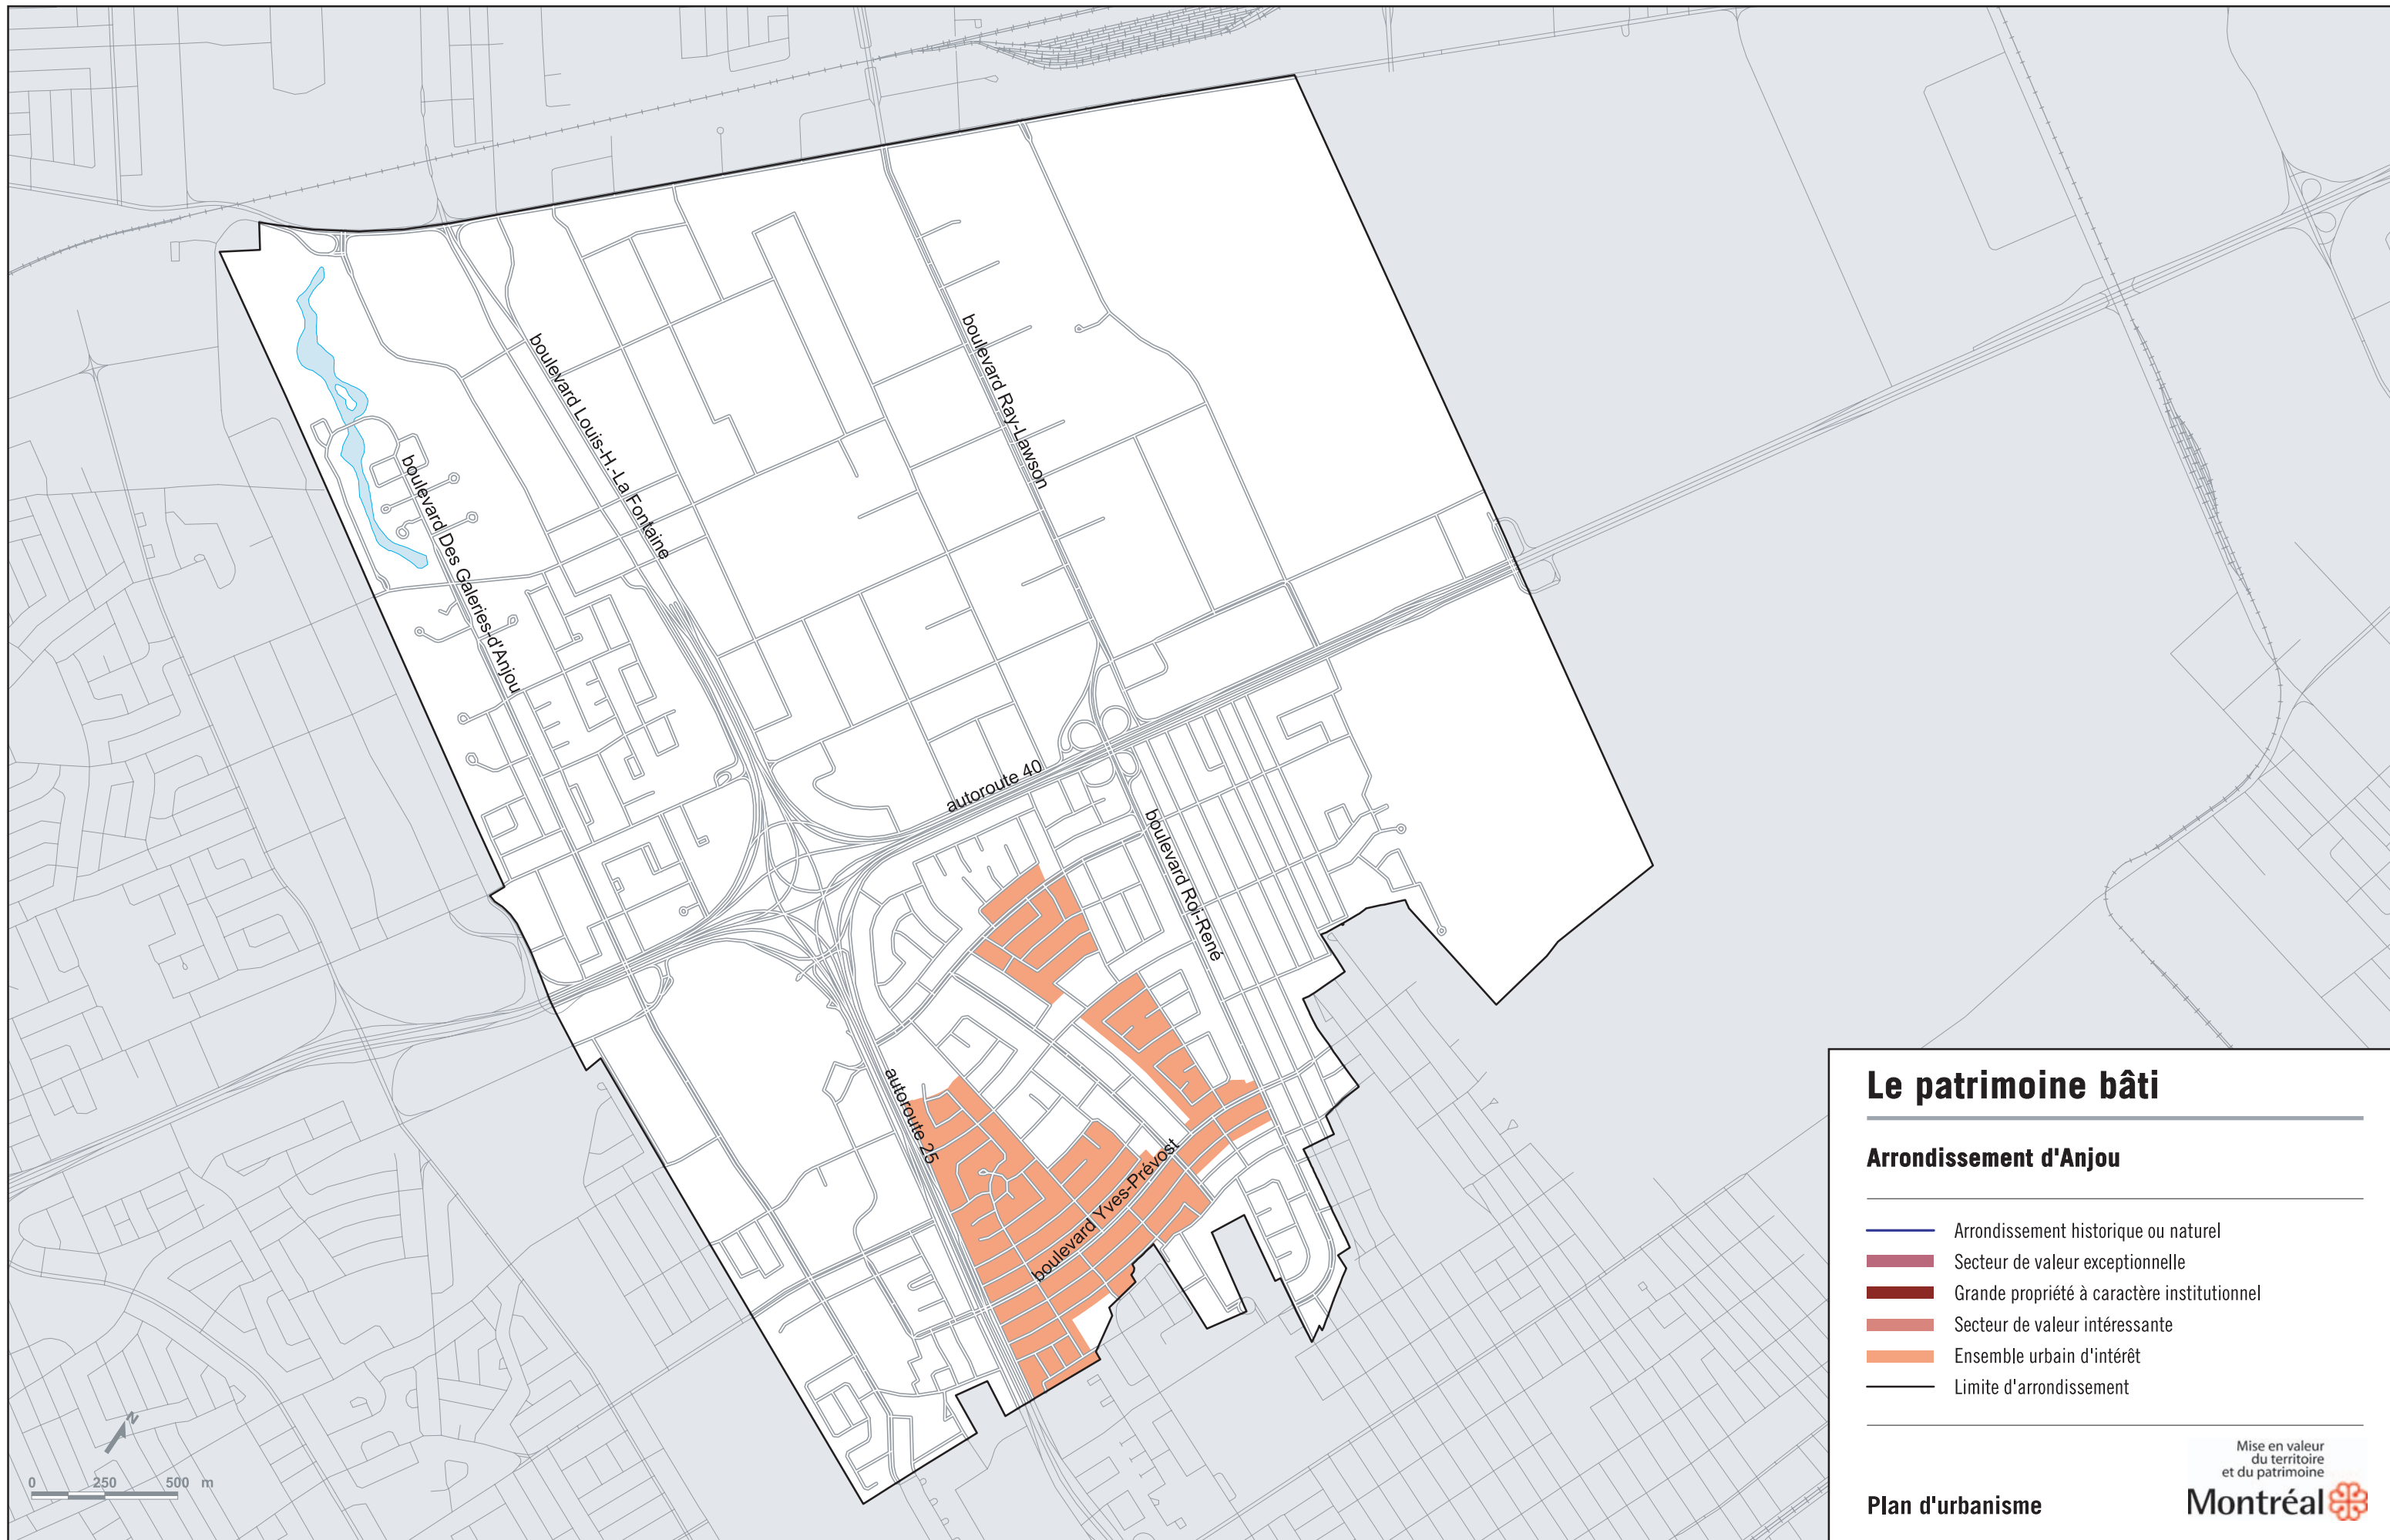 boulevard Louis-H.-La Fontaine
boulevard Ray-Lawson
boulevard Des Galeries-d'Anjou
autoroute 40
boulevard Roi-René
autoroute 25
boulevard Yves-Prévost
N
0 250 500 m
Le patrimoine bâti
Arrondissement d'Anjou
Arrondissement historique ou naturel
Secteur de valeur exceptionnelle
Grande propriété à caractère institutionnel
Secteur de valeur intéressante
Ensemble urbain d'intérêt
Limite d'arrondissement
Mise en valeur
du territoire
et du patrimoine
Plan d'urbanisme
Montréal